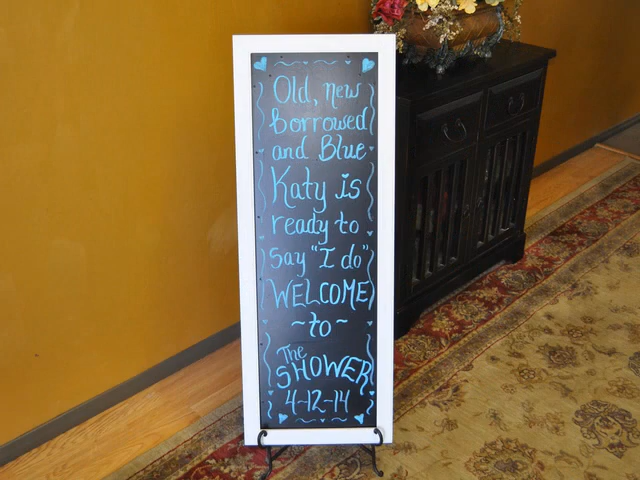 Old, new
Borrowed
and Blue
Katy is
ready to
say "I do"
WELCOME
~to~
The
SHOWER
4-12-14